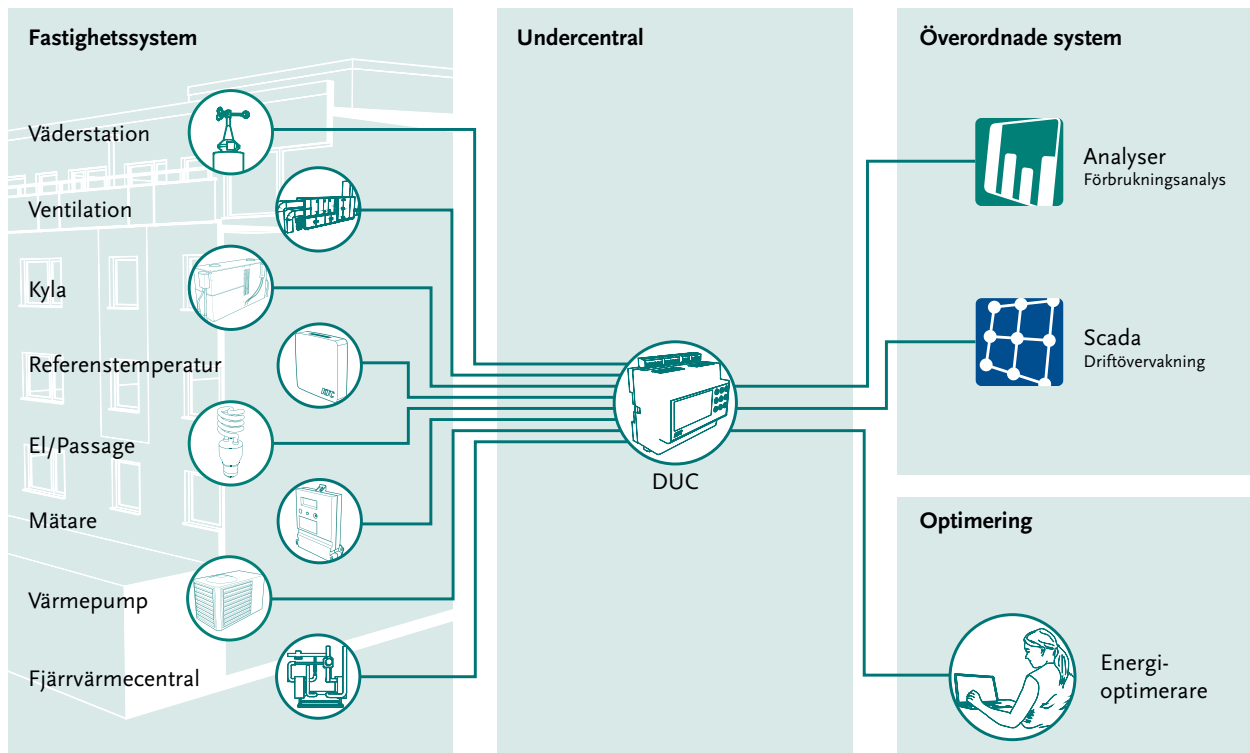 Fastighetssystem
Väderstation
Ventilation
Kyla
Referenstemperatur
El/Passage
Mätare
Värmepump
Fjärrvärmecentral
Undercentral
DUC
Överordnade system
Analyser
Förbrukningsanalys
Scada
Driftövervakning
Optimering
Energi-
optimerare